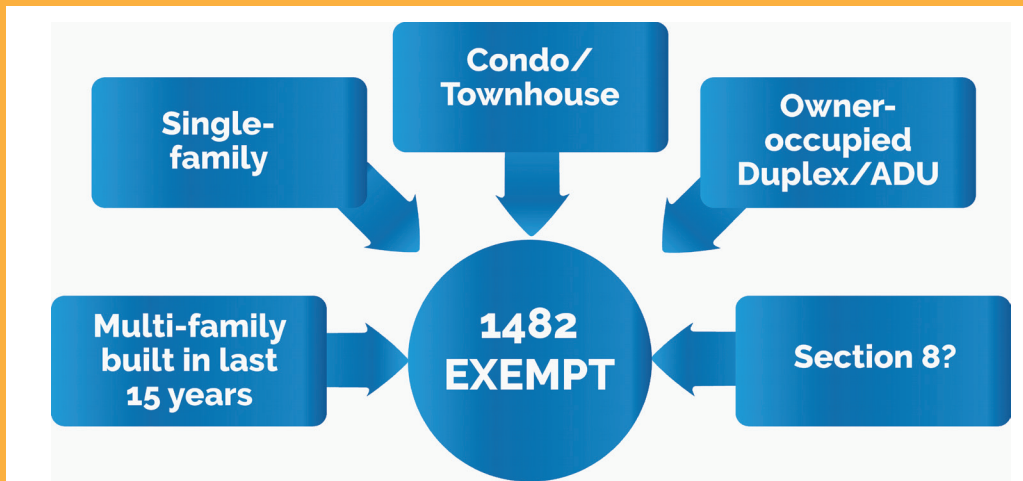 Condo/
Townhouse
Single-
family
Owner-
occupied
Duplex/ADU
Multi-family
built in last
15 years
1482
EXEMPT
Section 8?